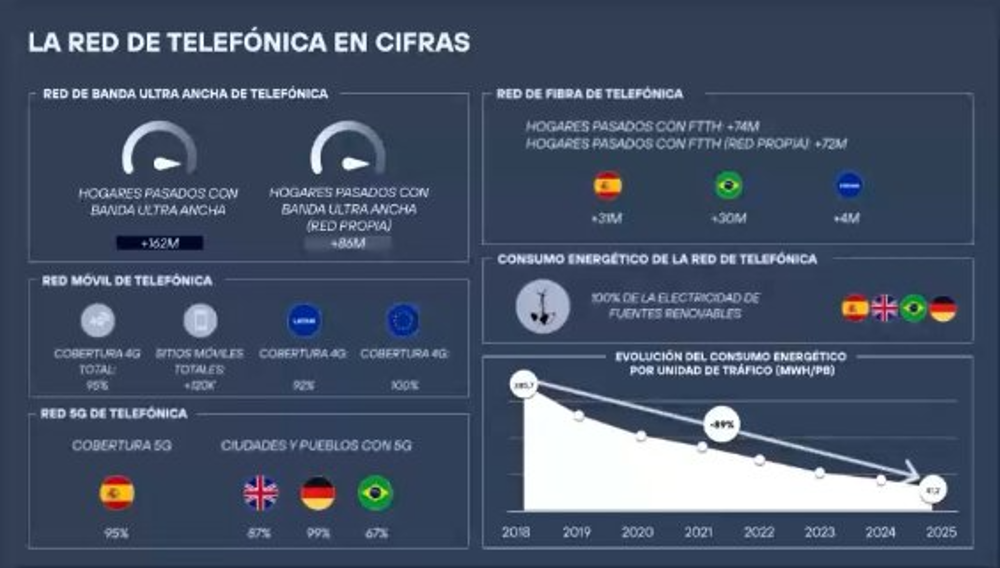 LA RED DE TELEFÓNICA EN CIFRAS
RED DE BANDA ULTRA ANCHA DE TELEFÓNICA
HOGARES PASADOS CON
BANDA ULTRA ANCHA
+162M
HOGARES PASADOS CON
BANDA ULTRA ANCHA
(RED PROPIA)
+86M
RED MÓVIL DE TELEFÓNICA
4G
COBERTURA 4G
TOTAL:
95%
SITIOS MÓVILES
TOTALES:
+120K
LATAM
COBERTURA 4G:
92%
COBERTURA 4G:
100%
RED 5G DE TELEFÓNICA
COBERTURA 5G
95%
CIUDADES Y PUEBLOS CON 5G
87%
99%
67%
RED DE FIBRA DE TELEFÓNICA
HOGARES PASADOS CON FTTH: +74M
HOGARES PASADOS CON FTTH (RED PROPIA): +72M
+31M
+30M
+4M
CONSUMO ENERGÉTICO DE LA RED DE TELEFÓNICA
100% DE LA ELECTRICIDAD DE
FUENTES RENOVABLES
EVOLUCIÓN DEL CONSUMO ENERGÉTICO
POR UNIDAD DE TRÁFICO (MWH/PB)
-89%
2018 2019 2020 2021 2022 2023 2024 2025